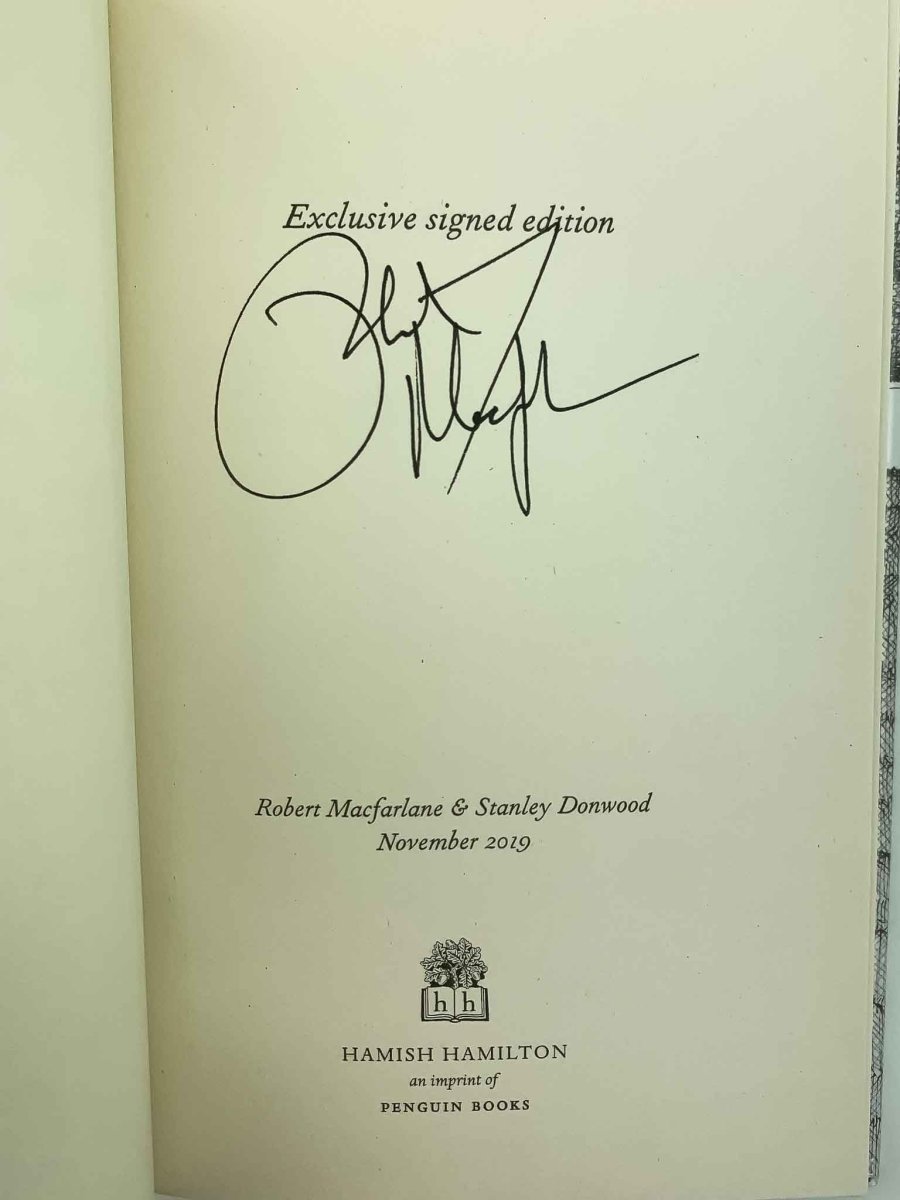 Exclusive signed edition
Robert Macfarlane & Stanley Donwood
November 2019
h h
HAMISH HAMILTON
an imprint of
PENGUIN BOOKS